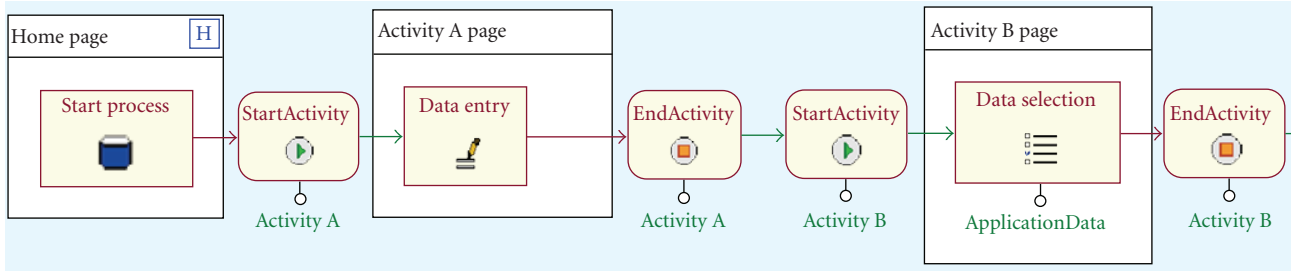 Home page
H
Start process
StartActivity
Activity A
Activity A page
Data entry
EndActivity
Activity A
StartActivity
Activity B
Activity B page
Data selection
ApplicationData
EndActivity
Activity B